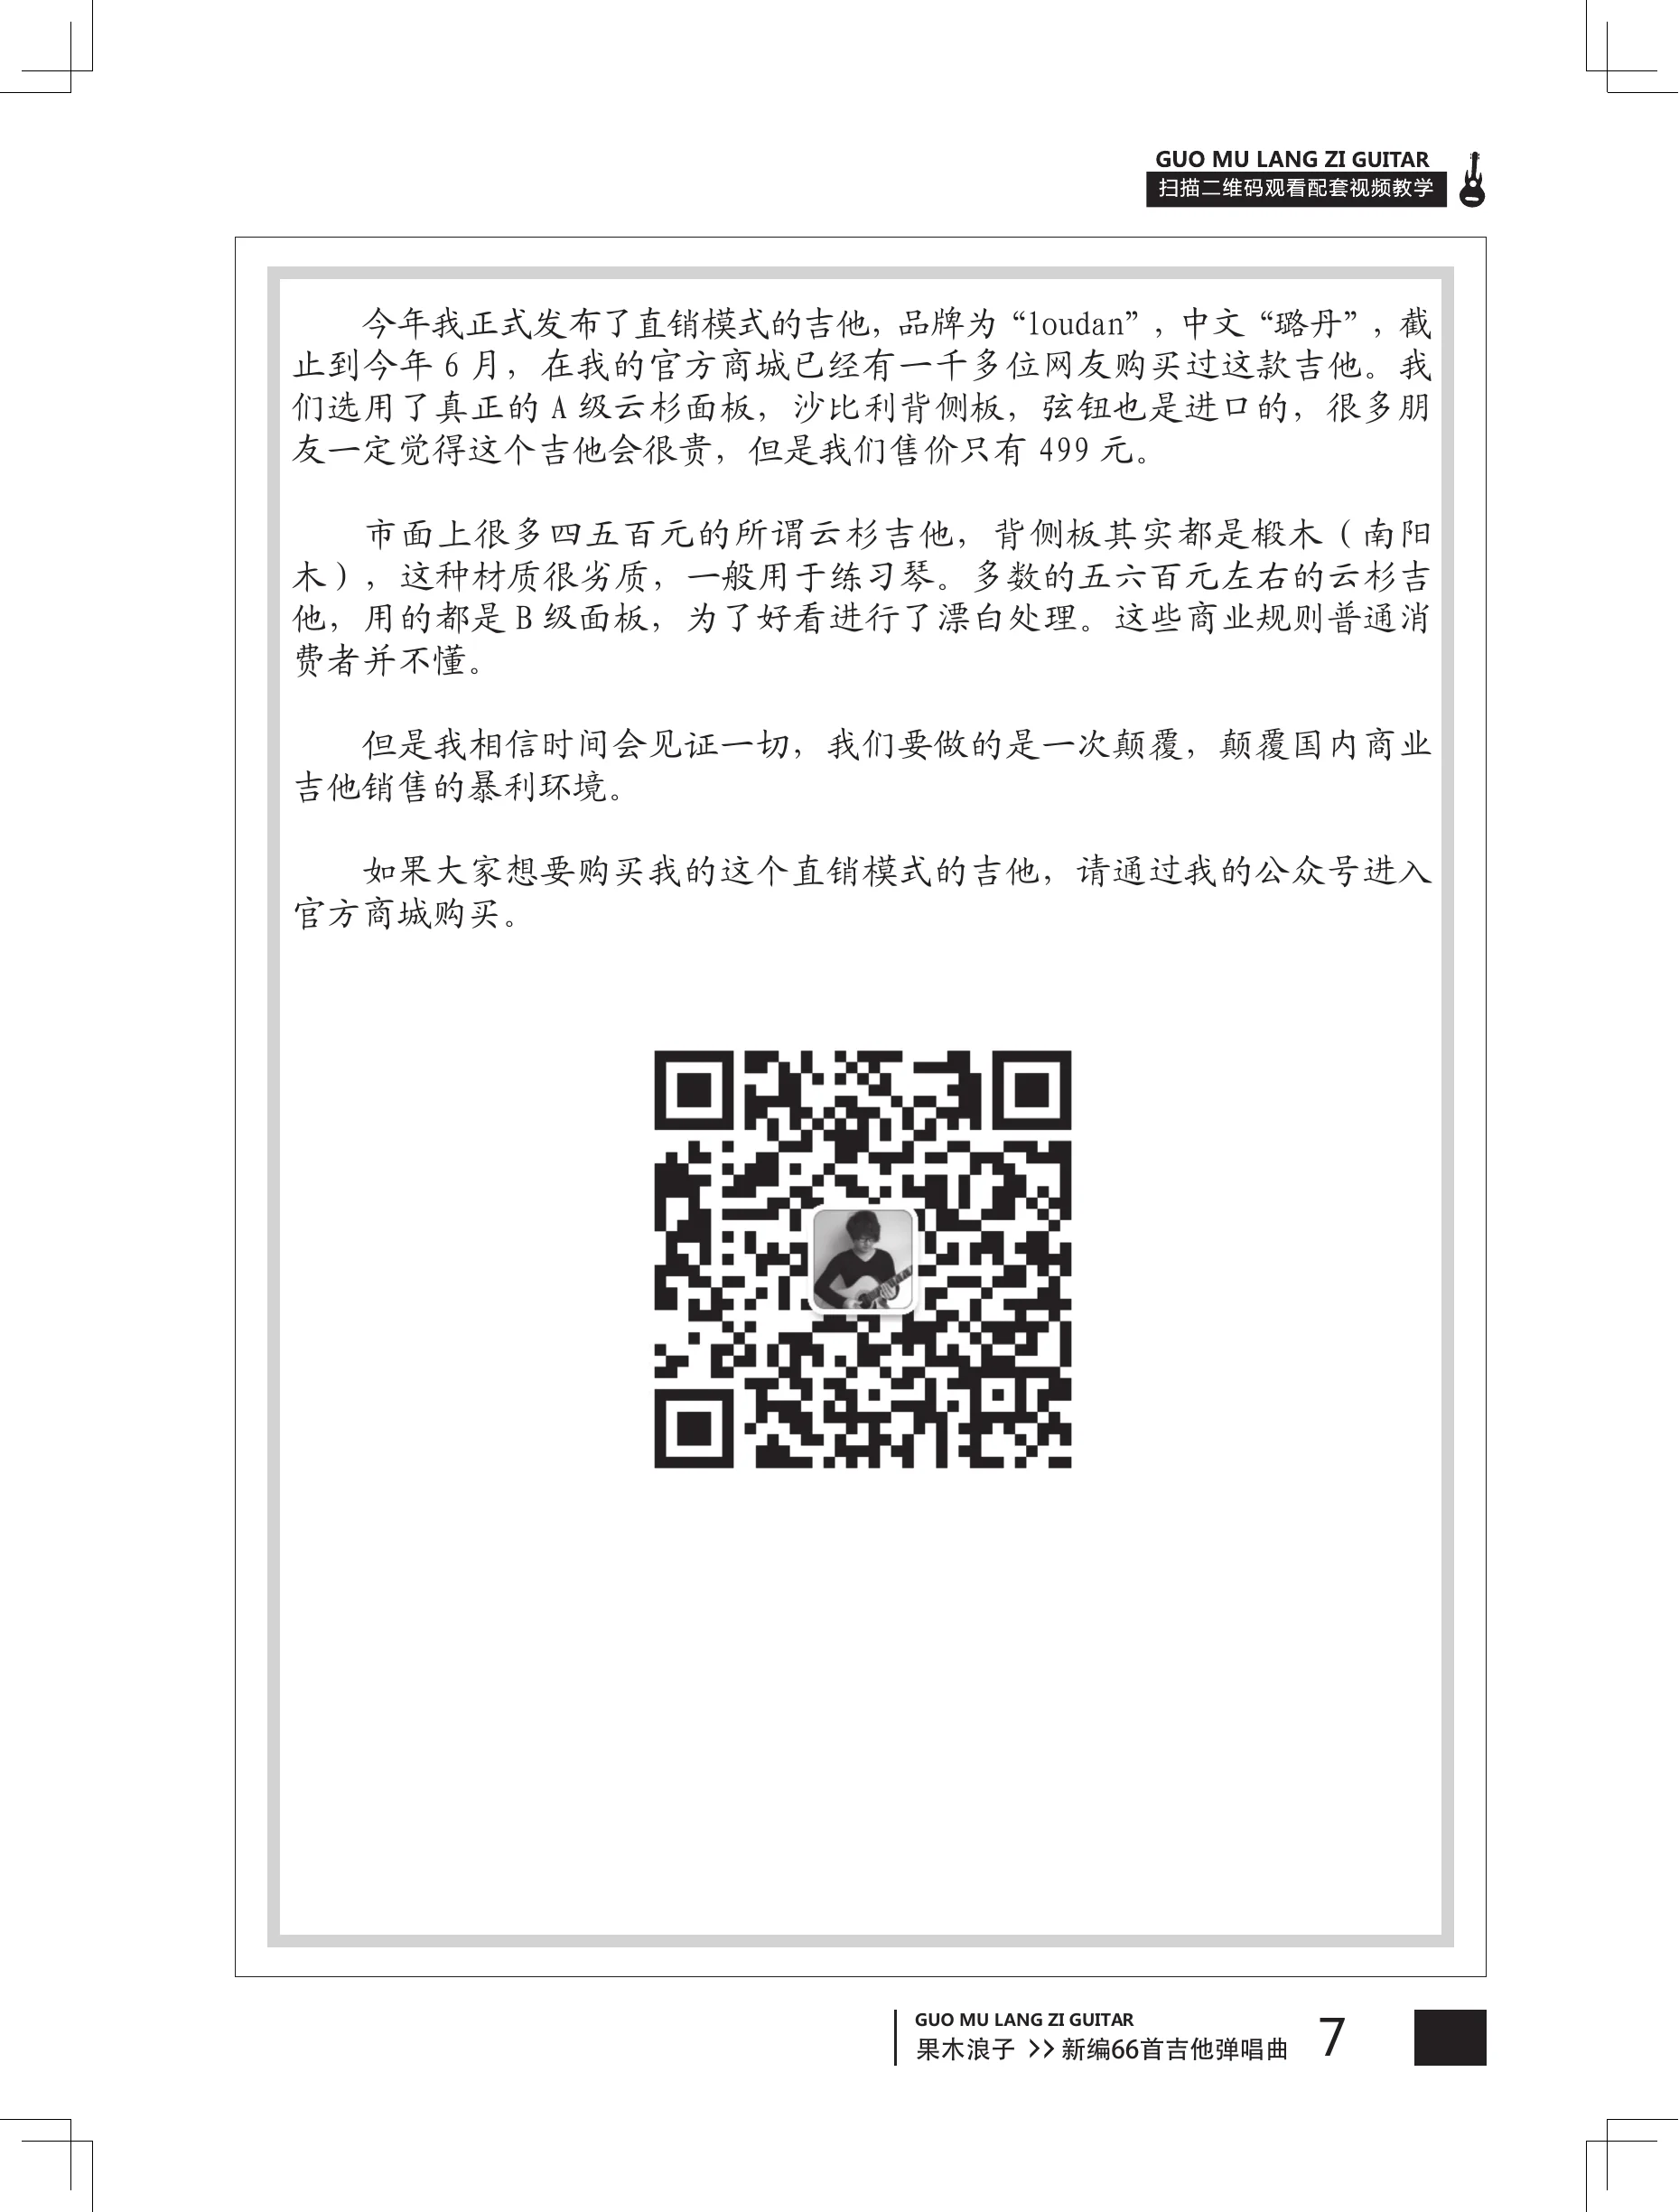 GUO MU LANG ZI GUITAR
扫描二维码观看配套视频教学
今年我正式发布了直销模式的吉他，品牌为“loudan”，中文“璐丹”，截
止到今年 6 月，在我的官方商城已经有一千多位网友购买过这款吉他。我
们选用了真正的 A 级云杉面板，沙比利背侧板，弦钮也是进口的，很多朋
友一定觉得这个吉他会很贵，但是我们售价只有 499 元。
市面上很多四五百元的所谓云杉吉他，背侧板其实都是椴木（南阳
木），这种材质很劣质，一般用于练习琴。多数的五六百元左右的云杉吉
他，用的都是 B 级面板，为了好看进行了漂白处理。这些商业规则普通消
费者并不懂。
但是我相信时间会见证一切，我们要做的是一次颠覆，颠覆国内商业
吉他销售的暴利环境。
如果大家想要购买我的这个直销模式的吉他，请通过我的公众号进入
官方商城购买。
GUO MU LANG ZI GUITAR
果木浪子 >> 新编66首吉他弹唱曲 7